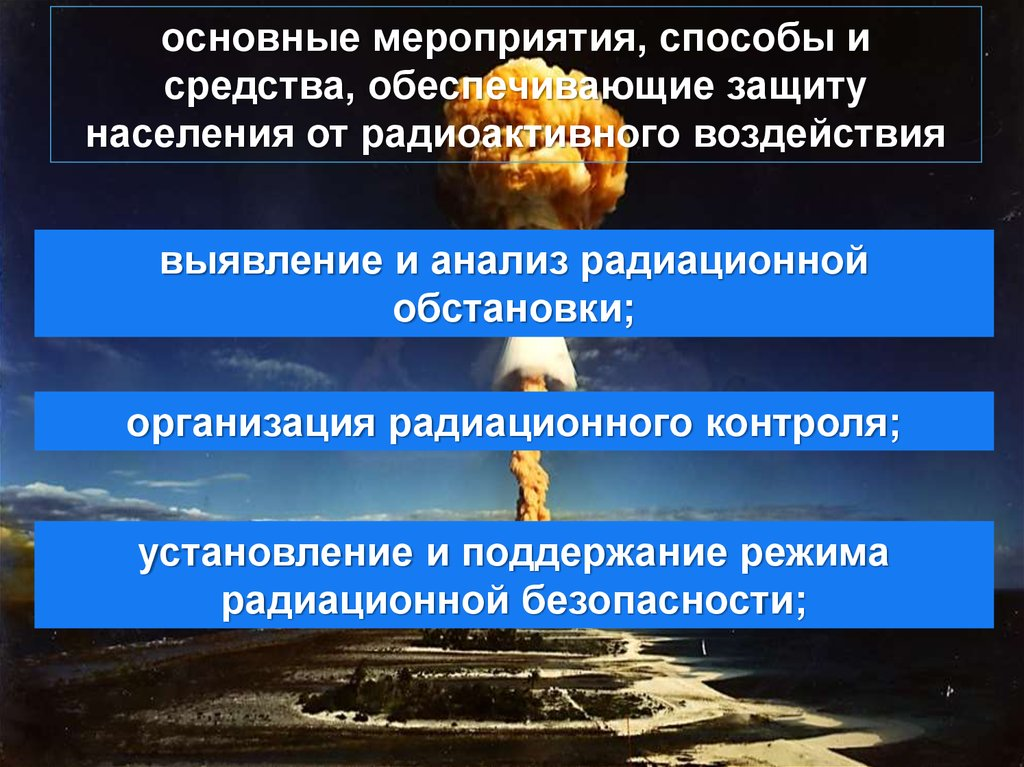 основные мероприятия, способы и
средства, обеспечивающие защиту
населения от радиоактивного воздействия
выявление и анализ радиационной
обстановки;
организация радиационного контроля;
установление и поддержание режима
радиационной безопасности;